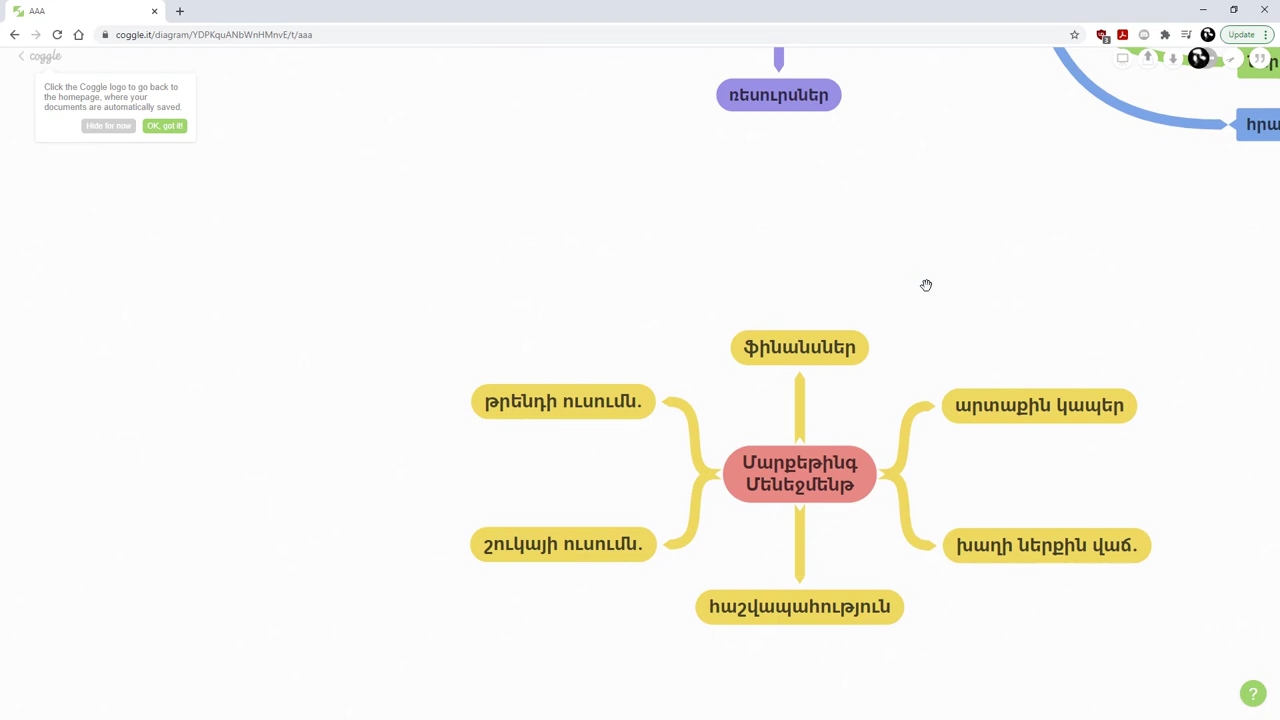 AAA
coggle.it/diagram/YDPKquANbWnHMnvE/t/aaa
Update
coggle
Click the Coggle logo to go back to
the homepage, where your
documents are automatically saved.
Hide for now
OK, got it!
ռեսուրսներ
ֆինանսներ
թրենդի ուսումն.
արտաքին կապեր
Մարքեթինգ
Մենեջմենթ
շուկայի ուսումն.
խաղի ներքին վաճ.
հաշվապահություն
?